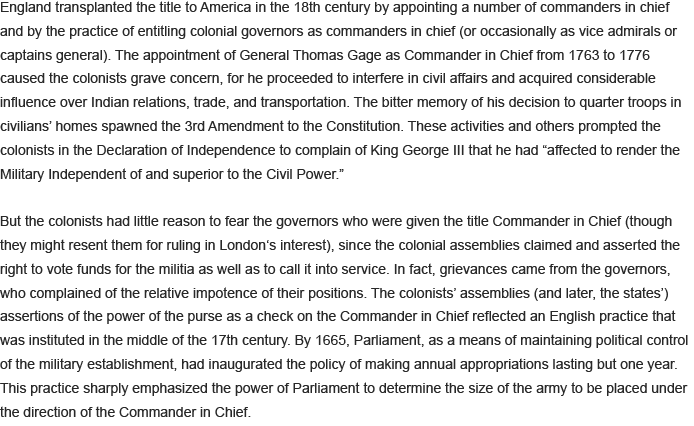 England transplanted the title to America in the 18th century by appointing a number of commanders in chief
and by the practice of entitling colonial governors as commanders in chief (or occasionally as vice admirals or
captains general). The appointment of General Thomas Gage as Commander in Chief from 1763 to 1776
caused the colonists grave concern, for he proceeded to interfere in civil affairs and acquired considerable
influence over Indian relations, trade, and transportation. The bitter memory of his decision to quarter troops in
civilians’ homes spawned the 3rd Amendment to the Constitution. These activities and others prompted the
colonists in the Declaration of Independence to complain of King George III that he had “affected to render the
Military Independent of and superior to the Civil Power.”

But the colonists had little reason to fear the governors who were given the title Commander in Chief (though
they might resent them for ruling in London‘s interest), since the colonial assemblies claimed and asserted the
right to vote funds for the militia as well as to call it into service. In fact, grievances came from the governors,
who complained of the relative impotence of their positions. The colonists’ assemblies (and later, the states’)
assertions of the power of the purse as a check on the Commander in Chief reflected an English practice that
was instituted in the middle of the 17th century. By 1665, Parliament, as a means of maintaining political control
of the military establishment, had inaugurated the policy of making annual appropriations lasting but one year.
This practice sharply emphasized the power of Parliament to determine the size of the army to be placed under
the direction of the Commander in Chief.